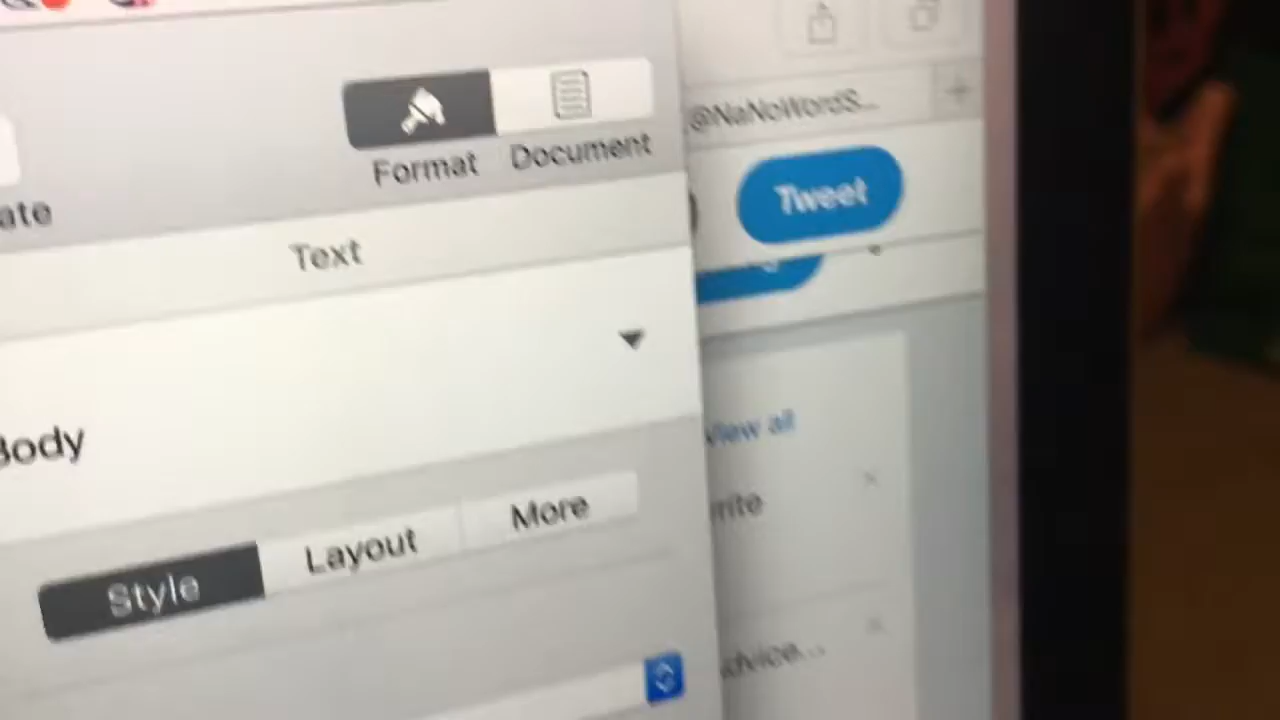 @NaNoWordS...
Format Document
Tweet
ate
Text
Body
View all
rite
Style Layout More
dvice...